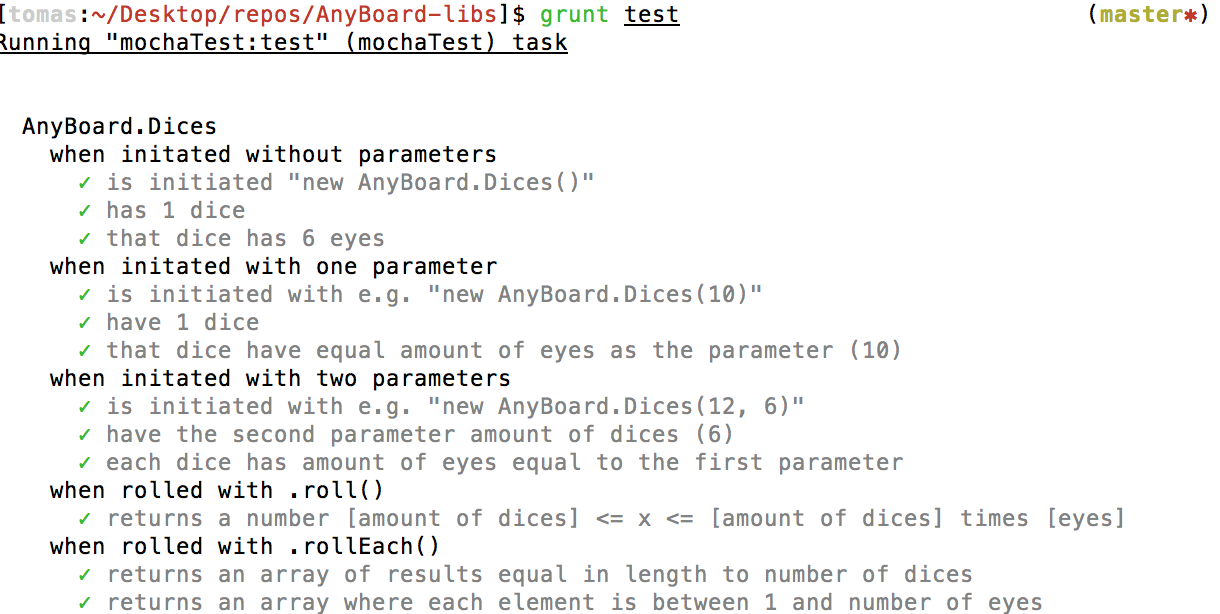 [tomas:~/Desktop/repos/AnyBoard-libs]$ grunt test (master*)
Running "mochaTest:test" (mochaTest) task
AnyBoard.Dices
when initated without parameters
✓ is initiated "new AnyBoard.Dices()"
✓ has 1 dice
✓ that dice has 6 eyes
when initated with one parameter
✓ is initiated with e.g. "new AnyBoard.Dices(10)"
✓ have 1 dice
✓ that dice have equal amount of eyes as the parameter (10)
when initated with two parameters
✓ is initiated with e.g. "new AnyBoard.Dices(12, 6)"
✓ have the second parameter amount of dices (6)
✓ each dice has amount of eyes equal to the first parameter
when rolled with .roll()
✓ returns a number [amount of dices] <= x <= [amount of dices] times [eyes]
when rolled with .rollEach()
✓ returns an array of results equal in length to number of dices
✓ returns an array where each element is between 1 and number of eyes